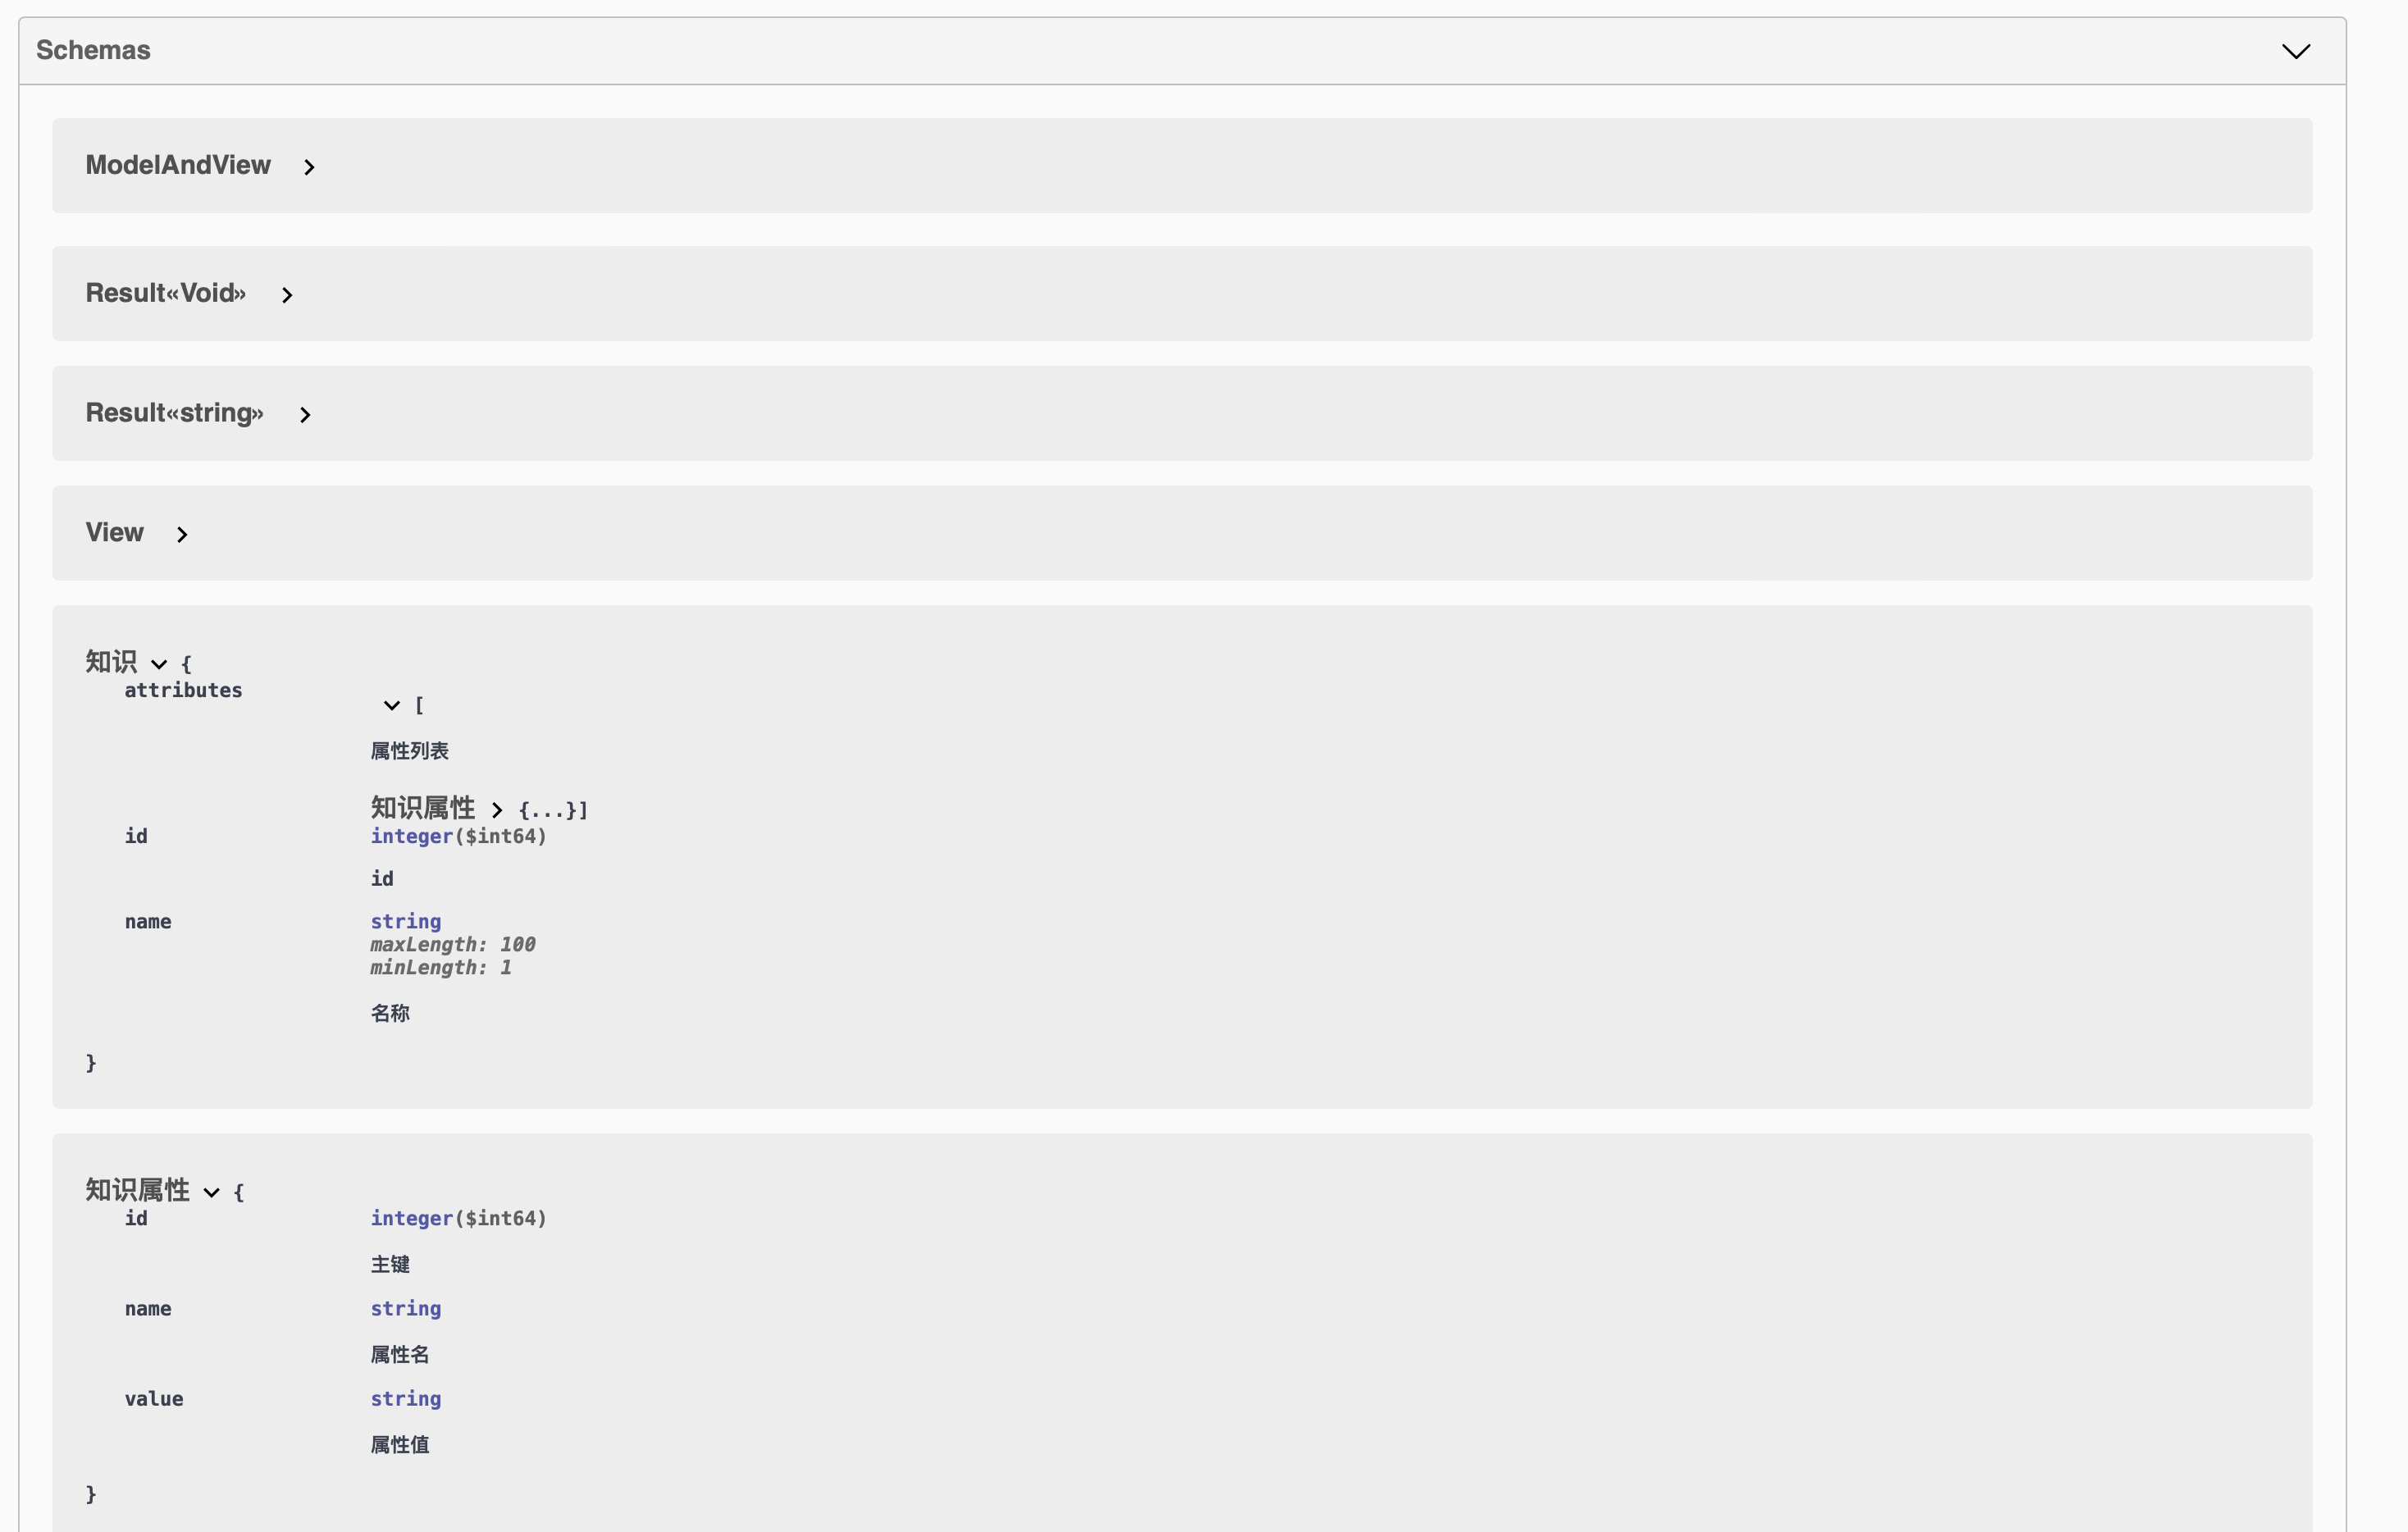 Schemas
ModelAndView
Result«Void»
Result«string»
View
知识 {
attributes
[
属性列表
知识属性 {...}]
id integer($int64)
id
name string
maxLength: 100
minLength: 1
名称
}
知识属性 {
id integer($int64)
主键
name string
属性名
value string
属性值
}